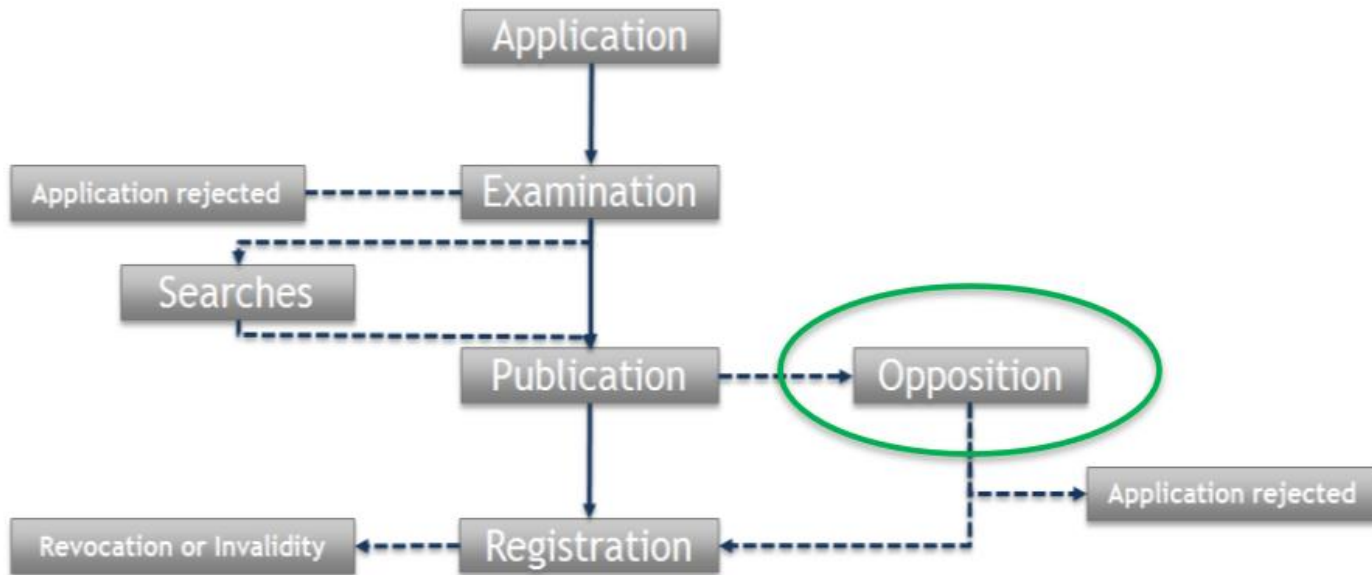 Application
Application rejected
Examination
Searches
Publication
Opposition
Application rejected
Revocation or Invalidity
Registration